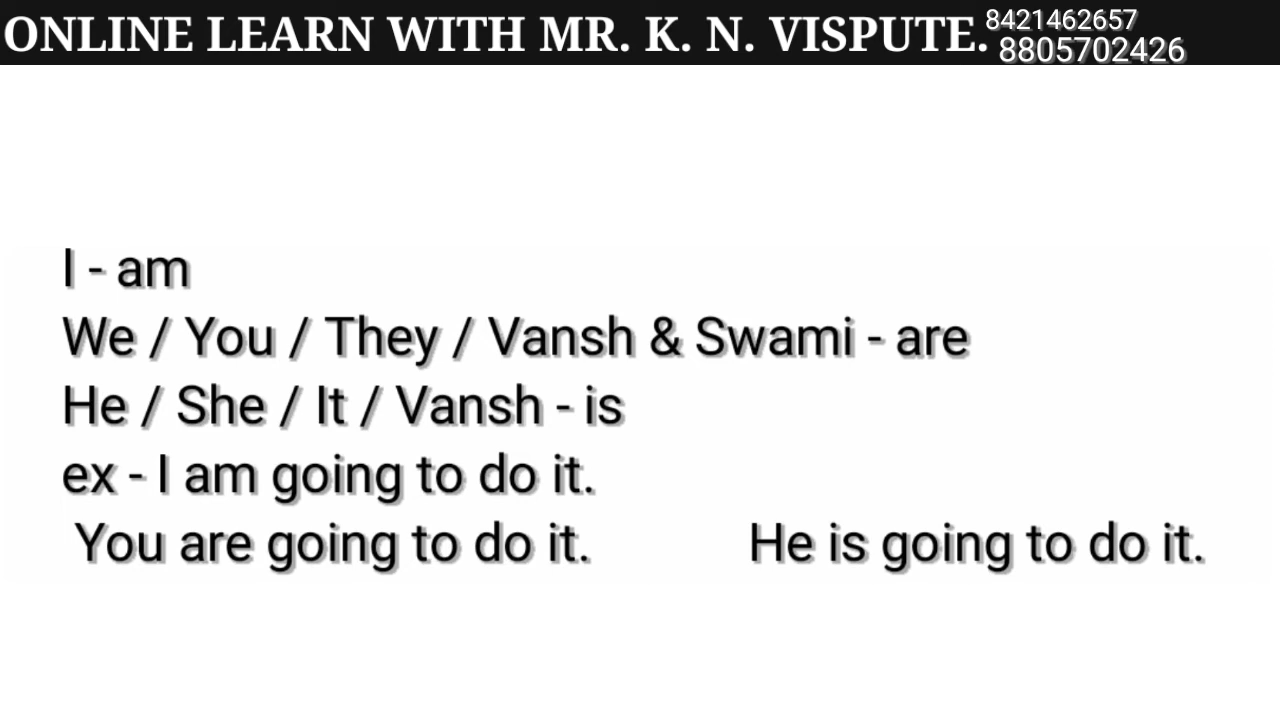 ONLINE LEARN WITH MR. K. N. VISPUTE. 8421462657
8805702426
I - am
We / You / They / Vansh & Swami - are
He / She / It / Vansh - is
ex - I am going to do it.
You are going to do it. He is going to do it.